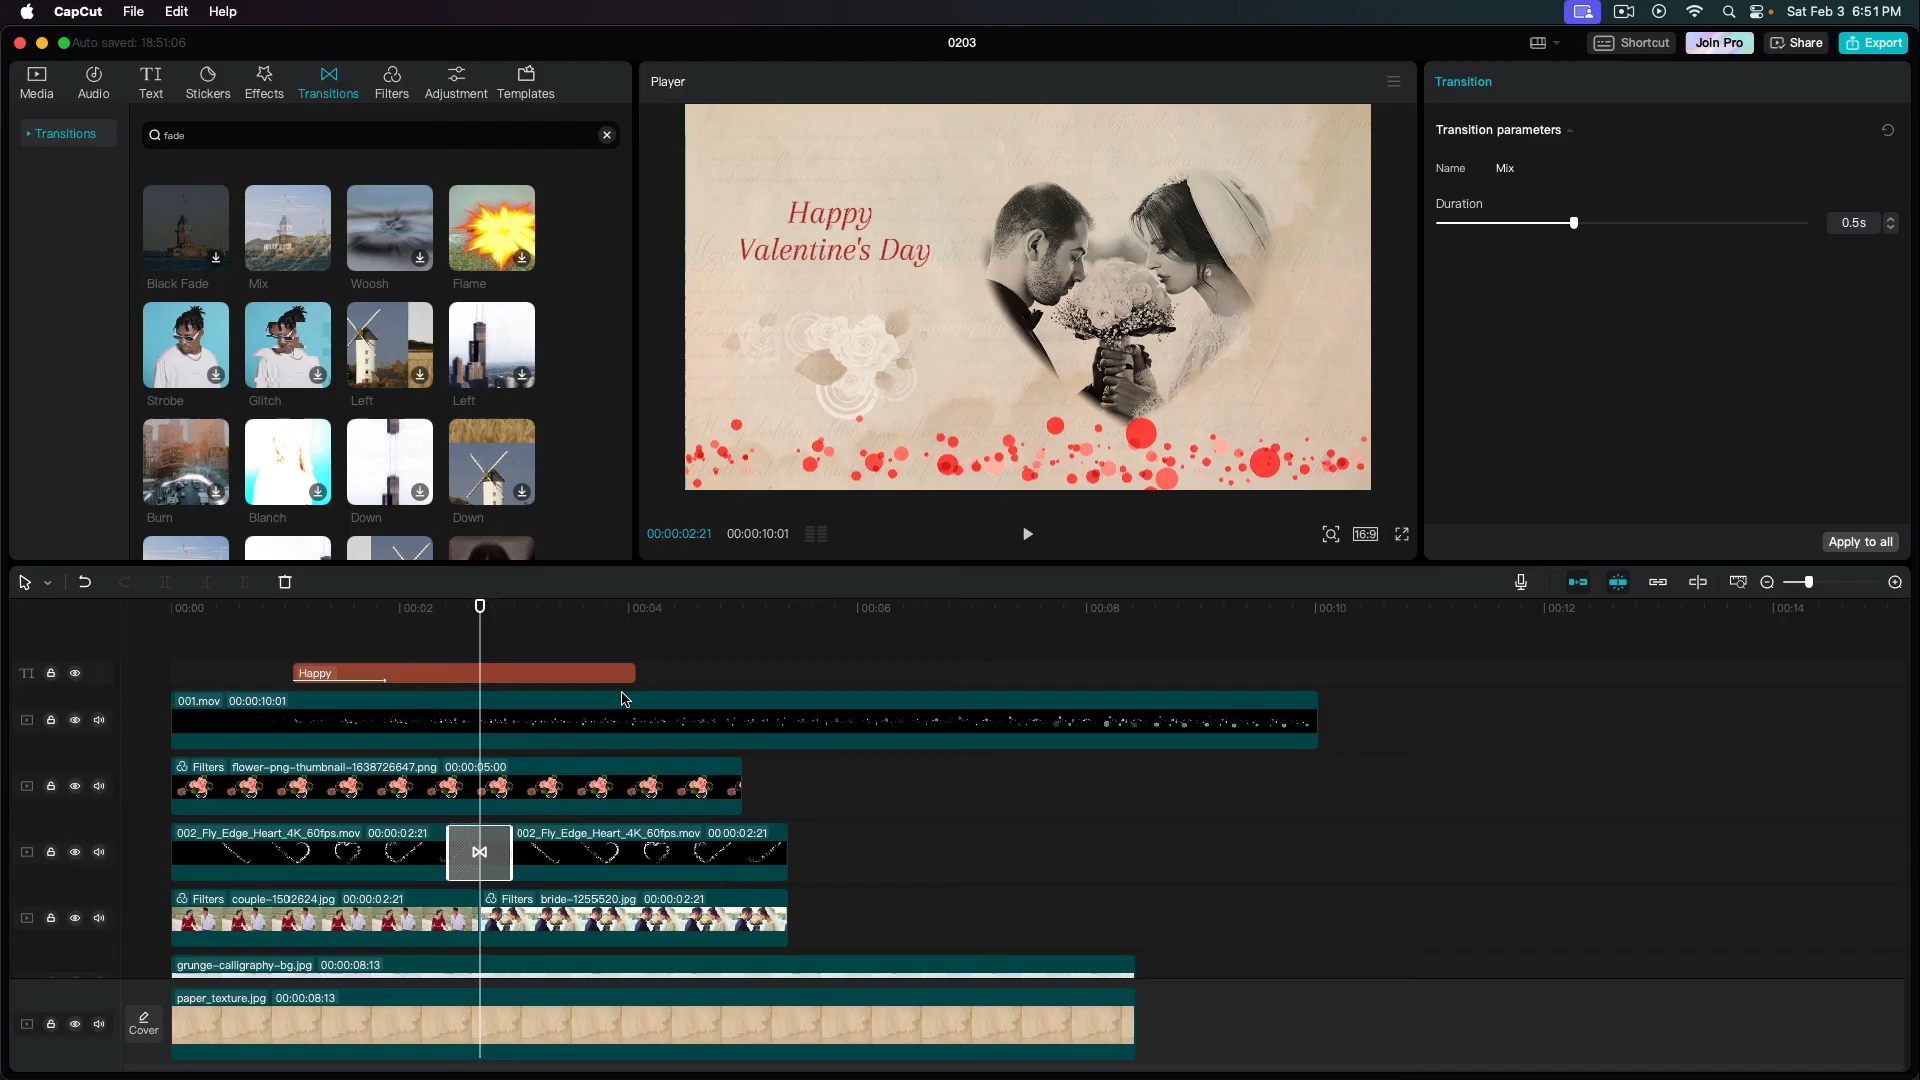 CapCut File Edit Help Sat Feb 3 6:51 PM
Auto saved: 18:51:06 0203 Shortcut Join Pro Share Export
Media Audio Text Stickers Effects Transitions Filters Adjustment Templates
Player
Transition
Transitions
fade
Transition parameters
Name Mix
Duration
0.5s
Black Fade Mix Woosh Flame
Strobe Glitch Left Left
Burn Blanch Down Down
Happy
Valentine's Day
00:00:02:21 00:00:10:01
16:9
Apply to all
00:00 00:02 00:04 00:06 00:08 00:10 00:12 00:14
TI
Happy
001.mov 00:00:10:01
Filters flower-png-thumbnail-1638726647.png 00:00:05:00
002_Fly_Edge_Heart_4K_60fps.mov 00:00:02:21 002_Fly_Edge_Heart_4K_60fps.mov 00:00:02:21
Filters couple-1502624.jpg 00:00:02:21 Filters bride-1255520.jpg 00:00:02:21
grunge-calligraphy-bg.jpg 00:00:08:13
paper_texture.jpg 00:00:08:13
Cover